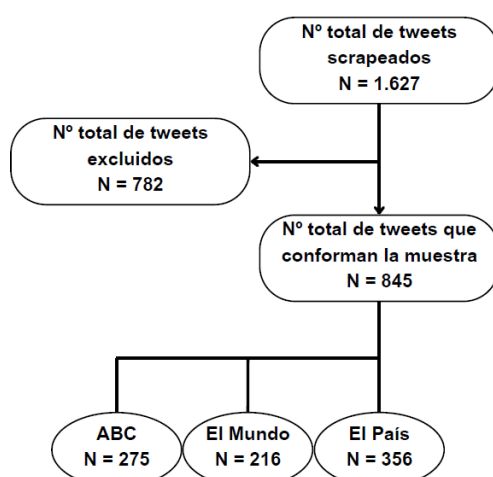 Nº total de tweets
scrapeados
N = 1.627
Nº total de tweets
excluidos
N = 782
Nº total de tweets que
conforman la muestra
N = 845
ABC
N = 275
El Mundo
N = 216
El País
N = 356